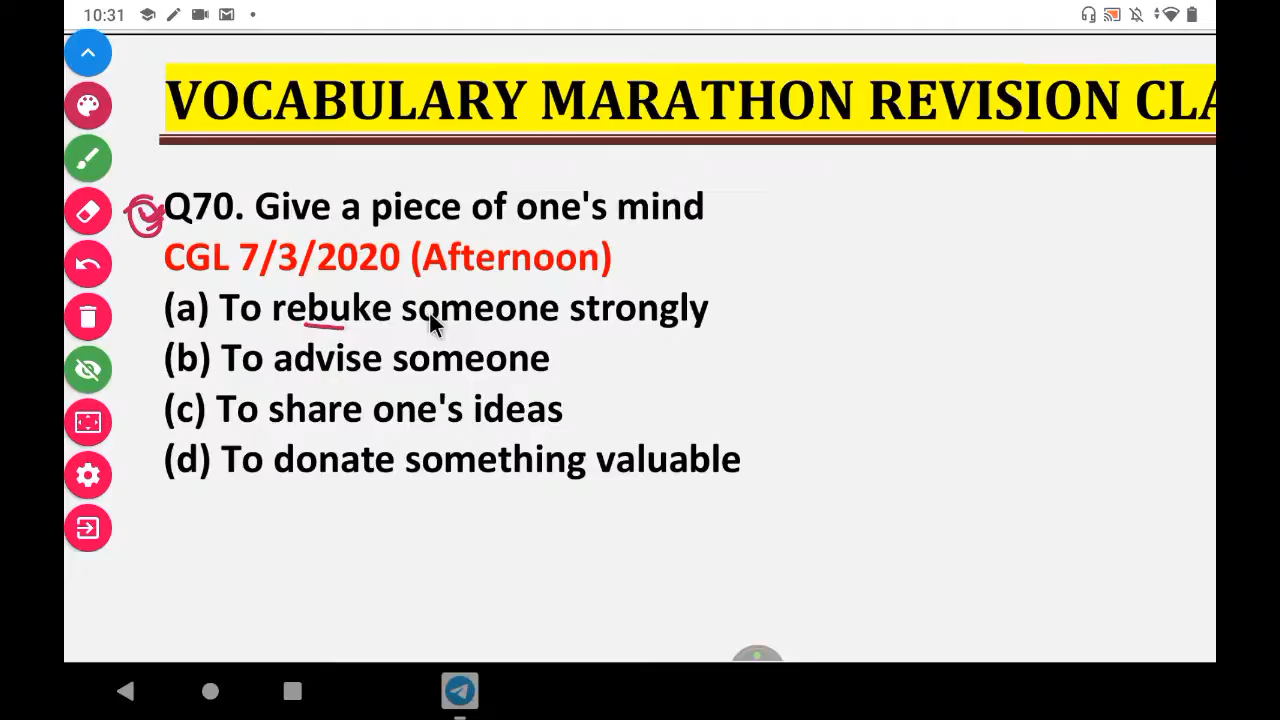 10:31
VOCABULARY MARATHON REVISION CLA
Q70. Give a piece of one's mind
CGL 7/3/2020 (Afternoon)
(a) To rebuke someone strongly
(b) To advise someone
(c) To share one's ideas
(d) To donate something valuable